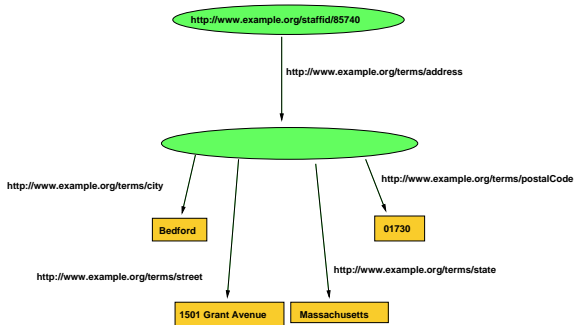 http://www.example.org/staffid/85740
http://www.example.org/terms/address
http://www.example.org/terms/city
http://www.example.org/terms/postalCode
Bedford
01730
http://www.example.org/terms/street
http://www.example.org/terms/state
1501 Grant Avenue
Massachusetts